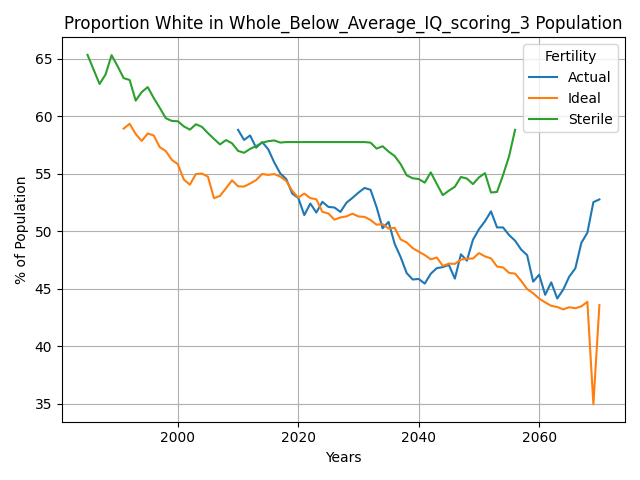 Proportion White in Whole_Below_Average_IQ_scoring_3 Population
Fertility
Actual
Ideal
Sterile
% of Population
65
60
55
50
45
40
35
2000
2020
2040
2060
Years